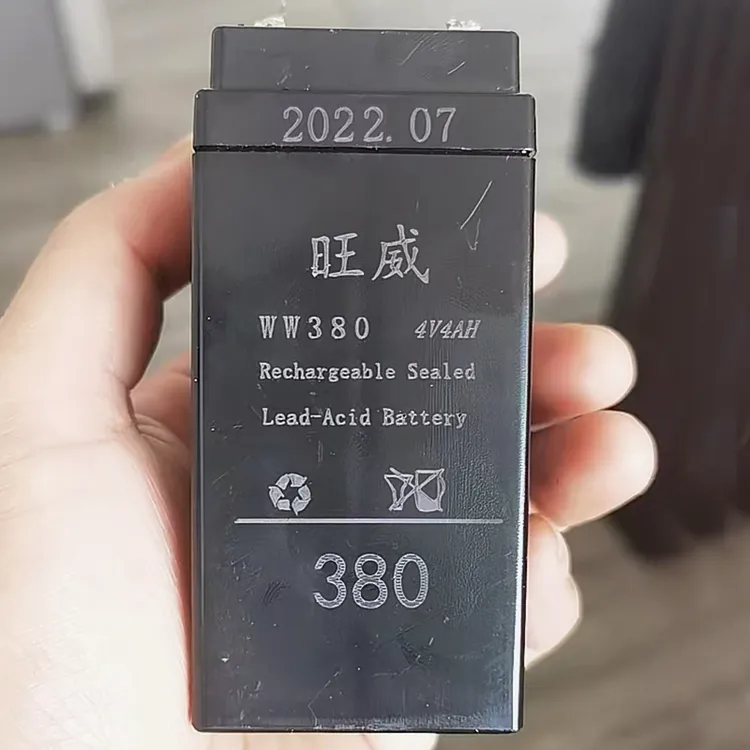 2022.07
旺威
WW380 4V4AH
Rechargeable Sealed
Lead-Acid Battery
380